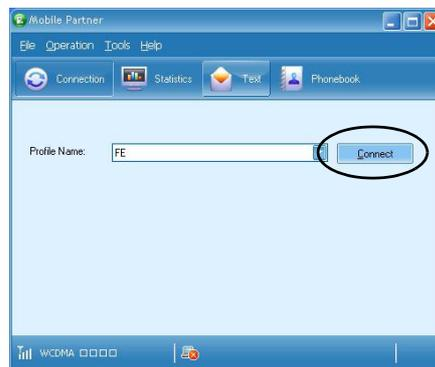 Mobile Partner
File Operation Tools Help
Connection Statistics Text Phonebook
Profile Name: FE Connect
WCDMA □□□□